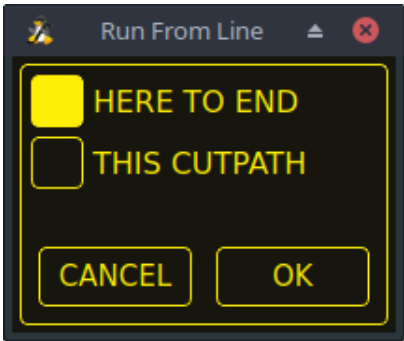 Run From Line
HERE TO END
THIS CUTPATH
CANCEL
OK